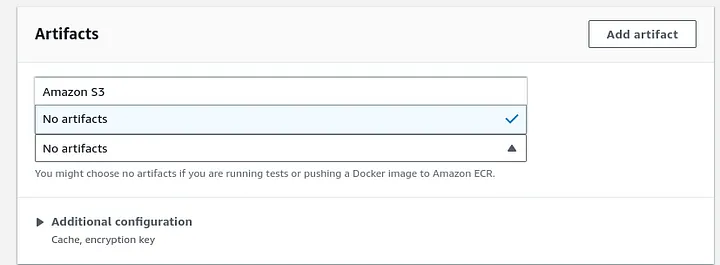 Artifacts
Add artifact
Amazon S3
No artifacts
No artifacts
You might choose no artifacts if you are running tests or pushing a Docker image to Amazon ECR.
Additional configuration
Cache, encryption key